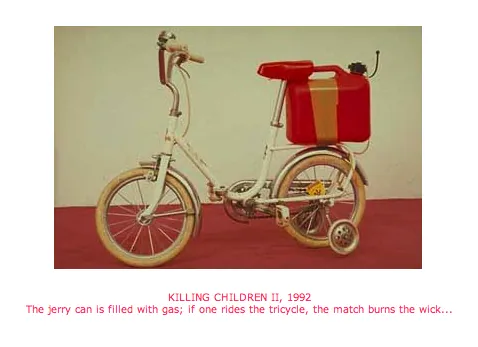 KILLING CHILDREN II, 1992
The jerry can is filled with gas; if one rides the tricycle, the match burns the wick...